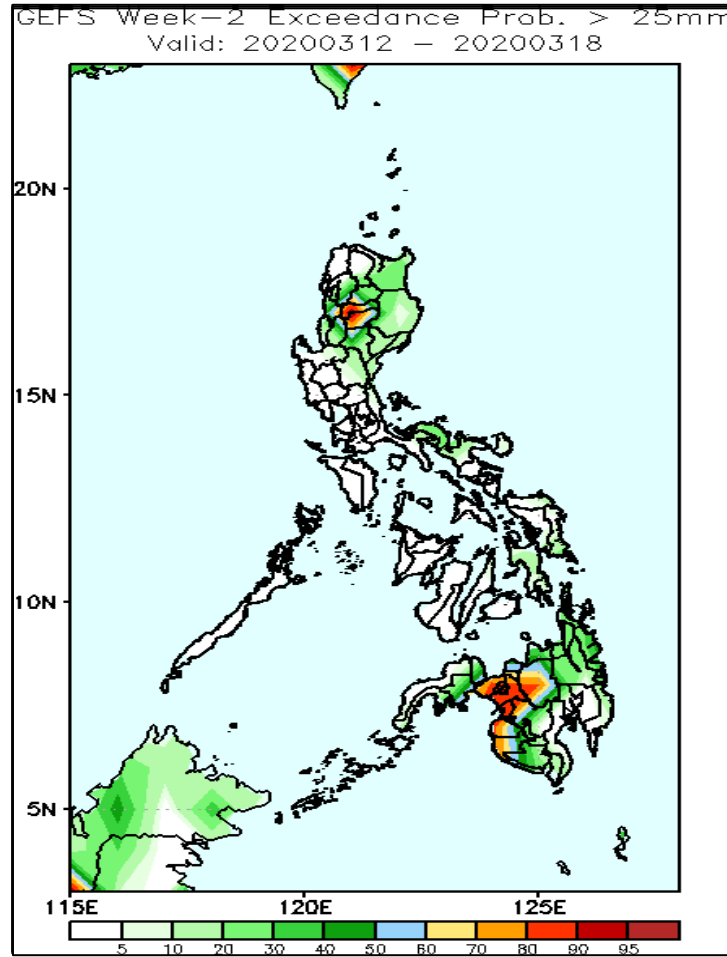 GEFS Week-2 Exceedance Prob. > 25mm
Valid: 20200312 - 20200318
20N
15N
10N
5N
115E 120E 125E
5 10 20 30 40 50 60 70 80 90 95